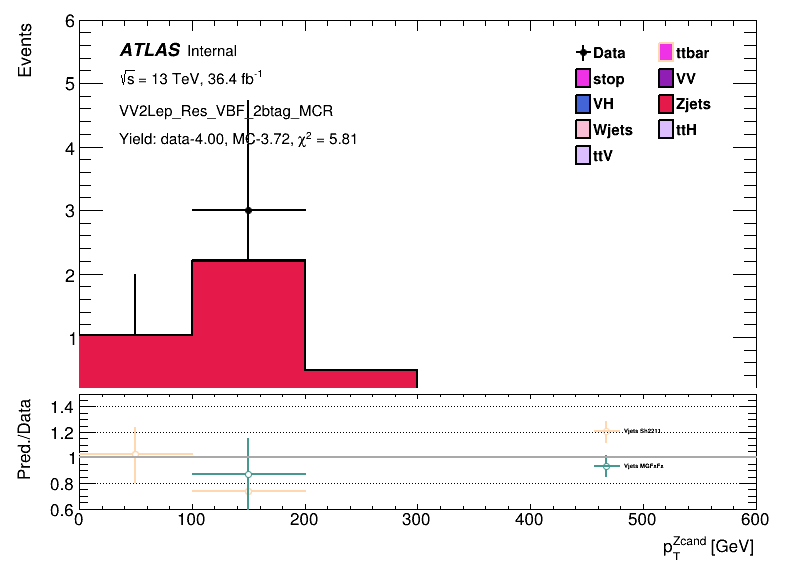 Events
ATLAS Internal
√s = 13 TeV, 36.4 fb⁻¹
VV2Lep_Res_VBF_2btag_MCR
Yield: data-4.00, MC-3.72, χ² = 5.81
Data
ttbar
stop
VV
VH
Zjets
Wjets
ttH
ttV
6
5
4
3
2
1
Pred./Data
1.4
1.2
1
0.8
0.6
Vjets Sh2211
Vjets MGFxFx
0 100 200 300 400 500 600
p_T^Zcand [GeV]